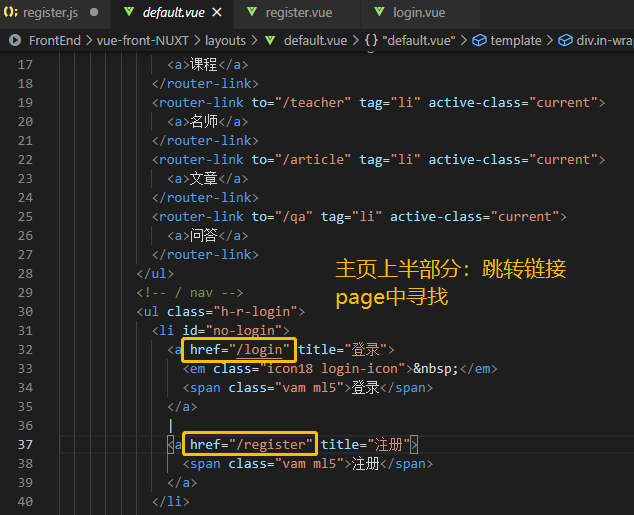 register.js ● default.vue × register.vue login.vue
FrontEnd > vue-front-NUXT > layouts > default.vue > {} "default.vue" > template > div.in-wra
17 <a>课程</a>
18 </router-link>
19 <router-link to="/teacher" tag="li" active-class="current">
20 <a>名师</a>
21 </router-link>
22 <router-link to="/article" tag="li" active-class="current">
23 <a>文章</a>
24 </router-link>
25 <router-link to="/qa" tag="li" active-class="current">
26 <a>问答</a>
27 </router-link>
28 </ul>
29 <!-- / nav -->
30 <ul class="h-r-login">
31 <li id="no-login">
32 <a href="/login" title="登录">
33 <em class="icon18 login-icon">&nbsp;</em>
34 <span class="vam ml5">登录</span>
35 </a>
36 |
37 <a href="/register" title="注册">
38 <span class="vam ml5">注册</span>
39 </a>
40 </li>
主页上半部分：跳转链接
page中寻找